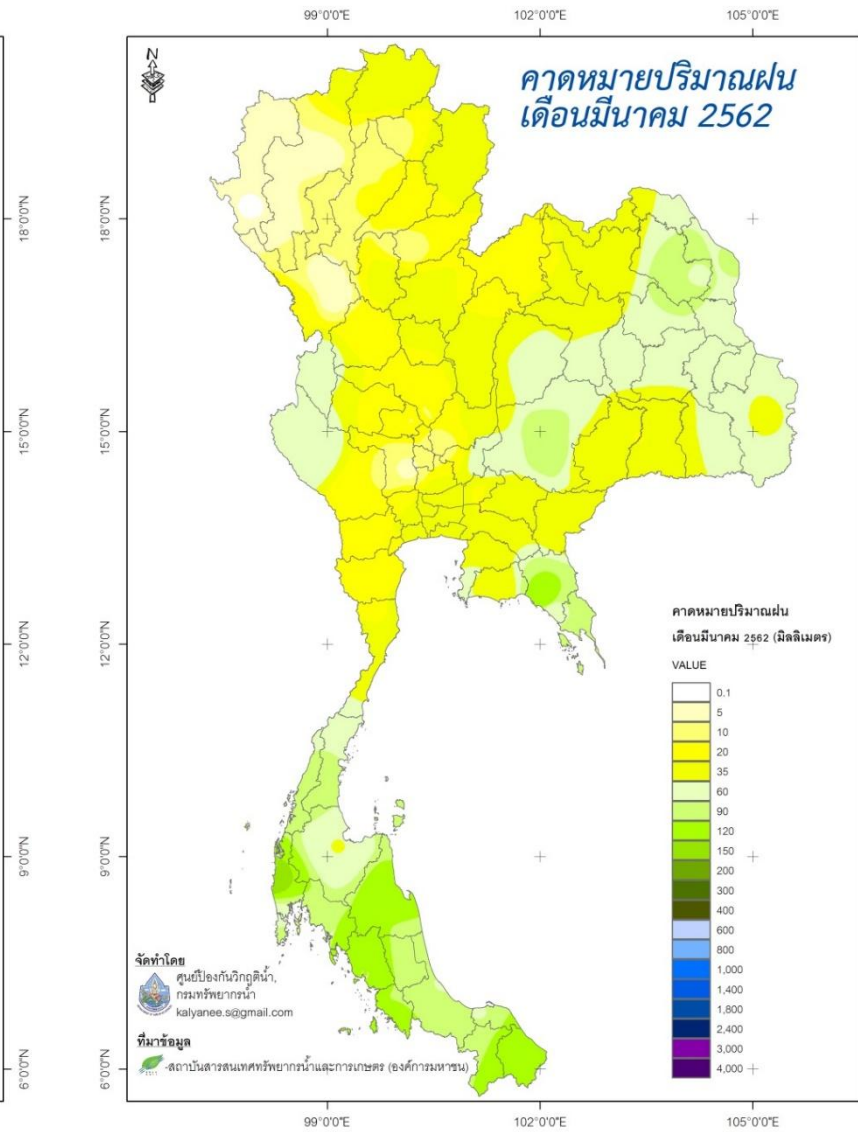 99°0'0"E 102°0'0"E 105°0'0"E
N
คาดหมายปริมาณฝน
เดือนมีนาคม 2562
18°0'0"N 18°0'0"N
15°0'0"N 15°0'0"N
12°0'0"N 12°0'0"N
9°0'0"N 9°0'0"N
6°0'0"N 6°0'0"N
คาดหมายปริมาณฝน
เดือนมีนาคม 2562 (มิลลิเมตร)
VALUE
0.1
5
10
20
35
60
90
120
150
200
300
400
600
800
1,000
1,400
1,800
2,400
3,000
4,000
จัดทำโดย
ศูนย์ป้องกันวิกฤติน้ำ,
กรมทรัพยากรน้ำ
kalyanee.s@gmail.com
ที่มาข้อมูล
-สถาบันสารสนเทศทรัพยากรน้ำและการเกษตร (องค์การมหาชน)
99°0'0"E 102°0'0"E 105°0'0"E